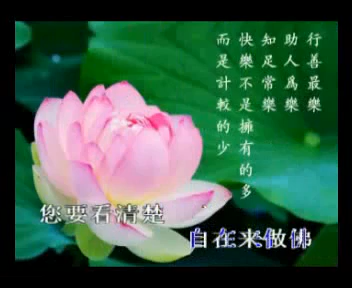 行善最樂
助人為樂
知足常樂
快樂不是擁有的多
而是計較的少
您要看清楚
自在來做佛